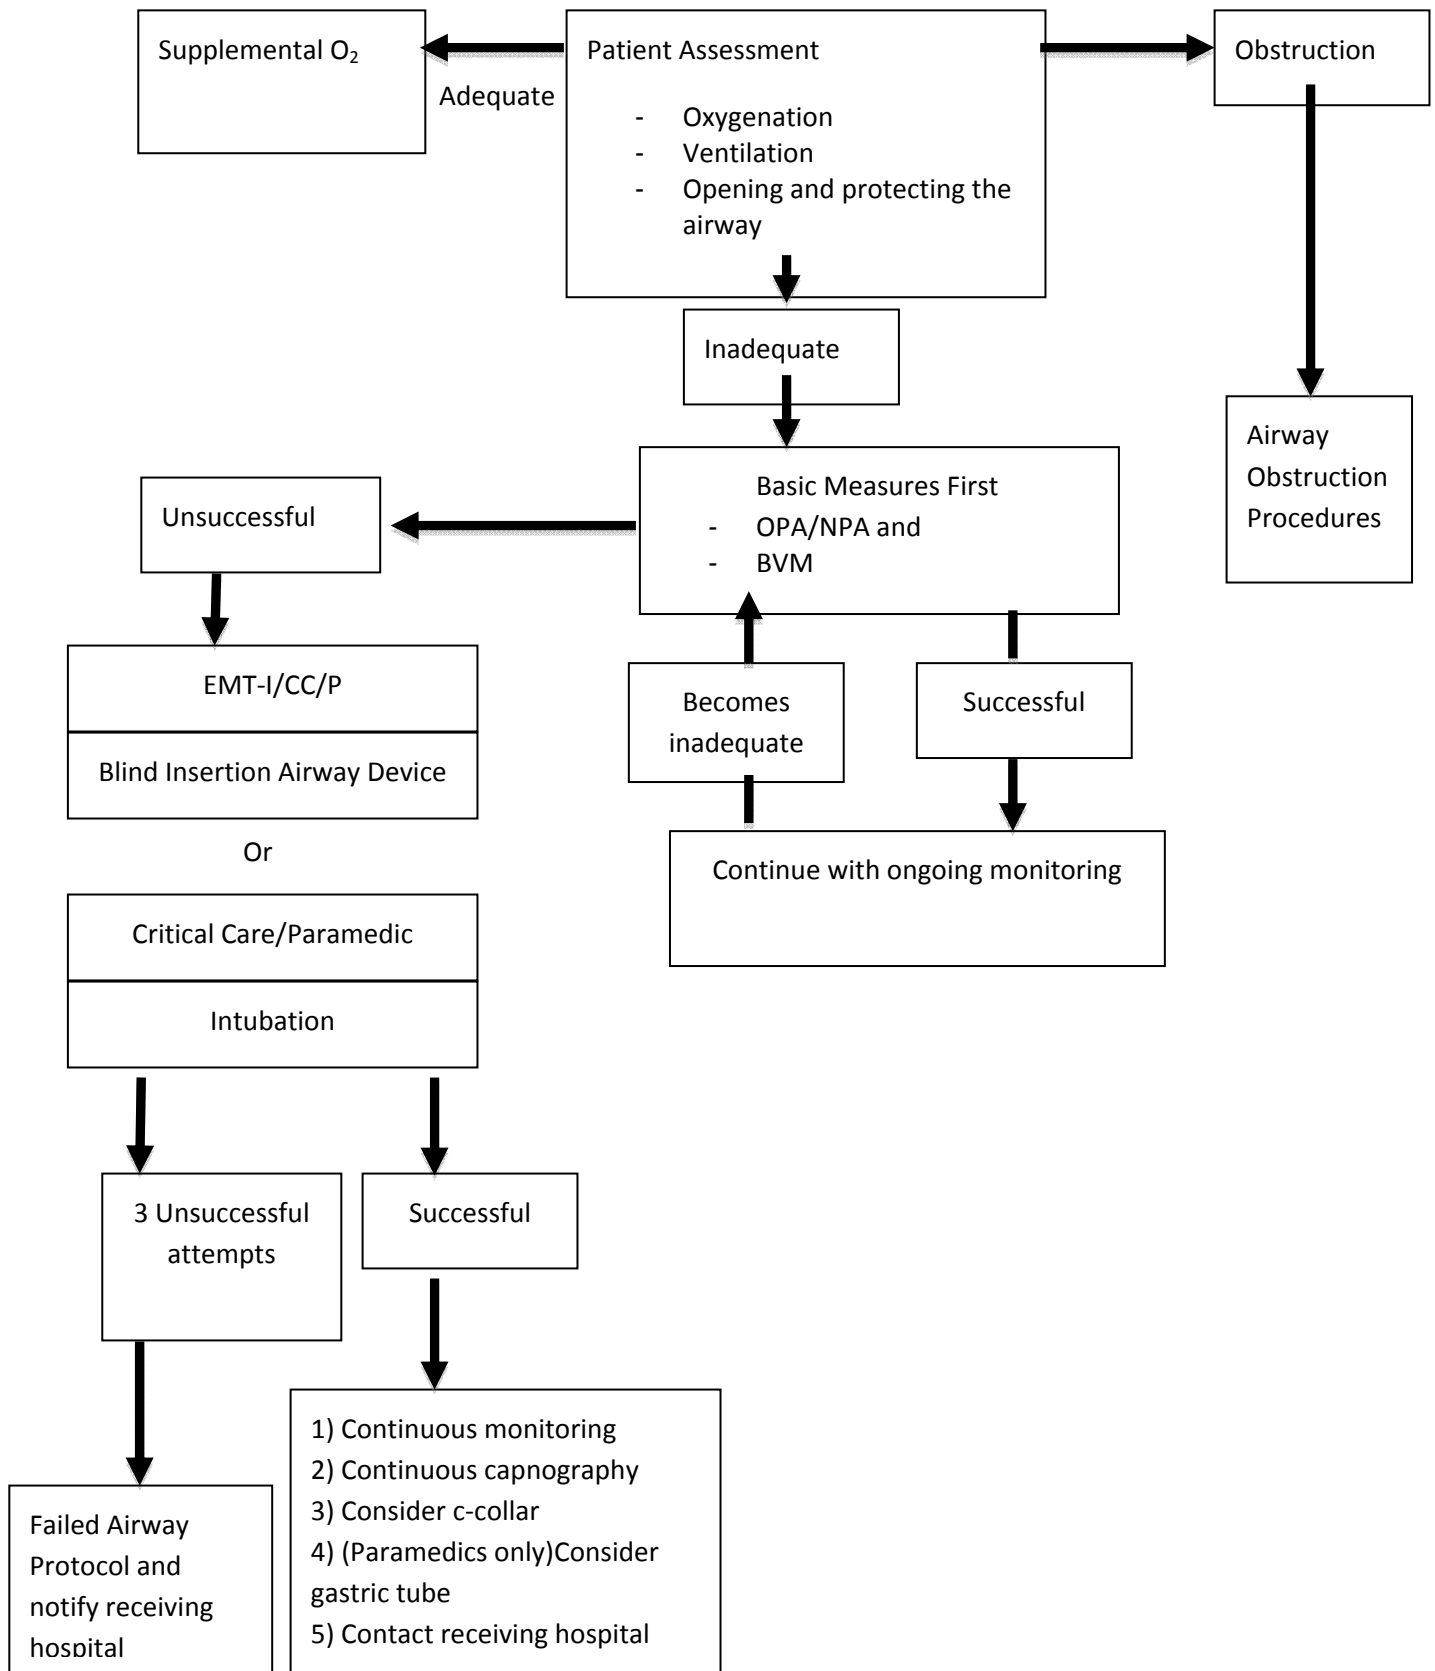 Supplemental O₂
Adequate
Patient Assessment
- Oxygenation
- Ventilation
- Opening and protecting the
airway
Obstruction
Inadequate
Airway
Obstruction
Procedures
Basic Measures First
- OPA/NPA and
- BVM
Unsuccessful
EMT-I/CC/P
Blind Insertion Airway Device
Or
Critical Care/Paramedic
Intubation
Becomes
inadequate
Successful
Continue with ongoing monitoring
3 Unsuccessful
attempts
Successful
Failed Airway
Protocol and
notify receiving
hospital
1) Continuous monitoring
2) Continuous capnography
3) Consider c-collar
4) (Paramedics only)Consider
gastric tube
5) Contact receiving hospital